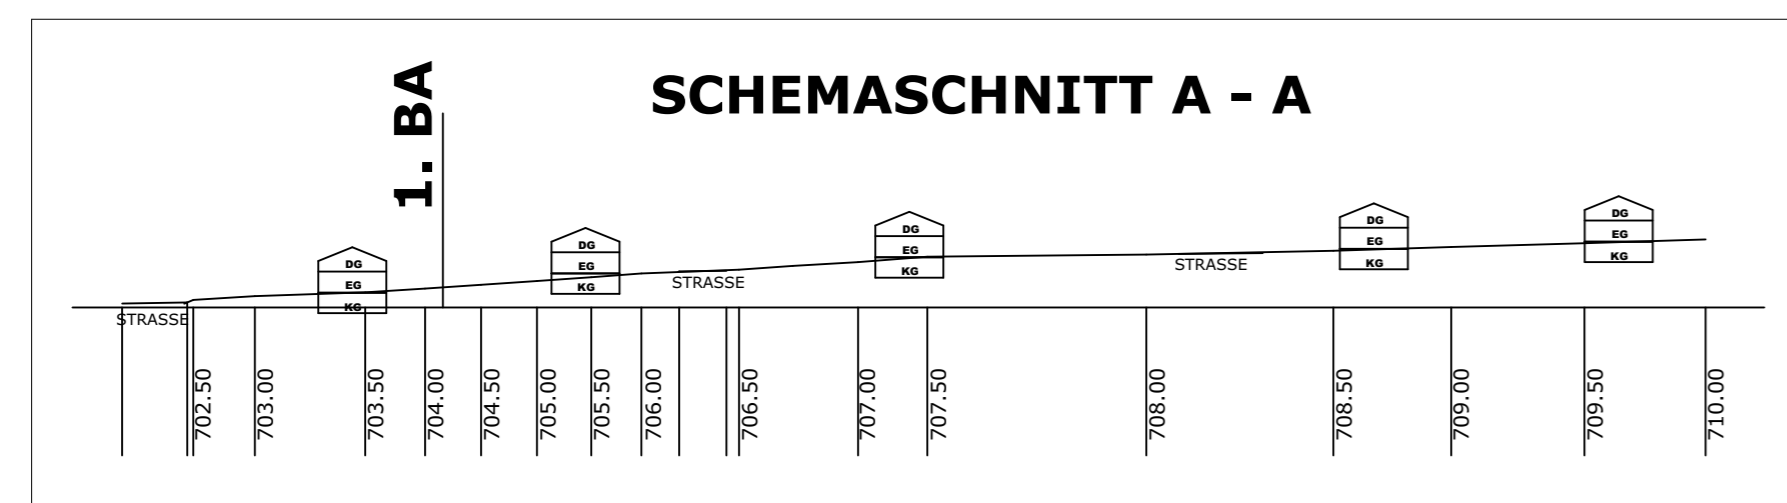 SCHEMASCHNITT A - A
1. BA
DG
EG
KG
DG
EG
KG
DG
EG
KG
DG
EG
KG
DG
EG
KG
STRASSE
STRASSE
STRASSE
702.50
703.00
703.50
704.00
704.50
705.00
705.50
706.00
706.50
707.00
707.50
708.00
708.50
709.00
709.50
710.00